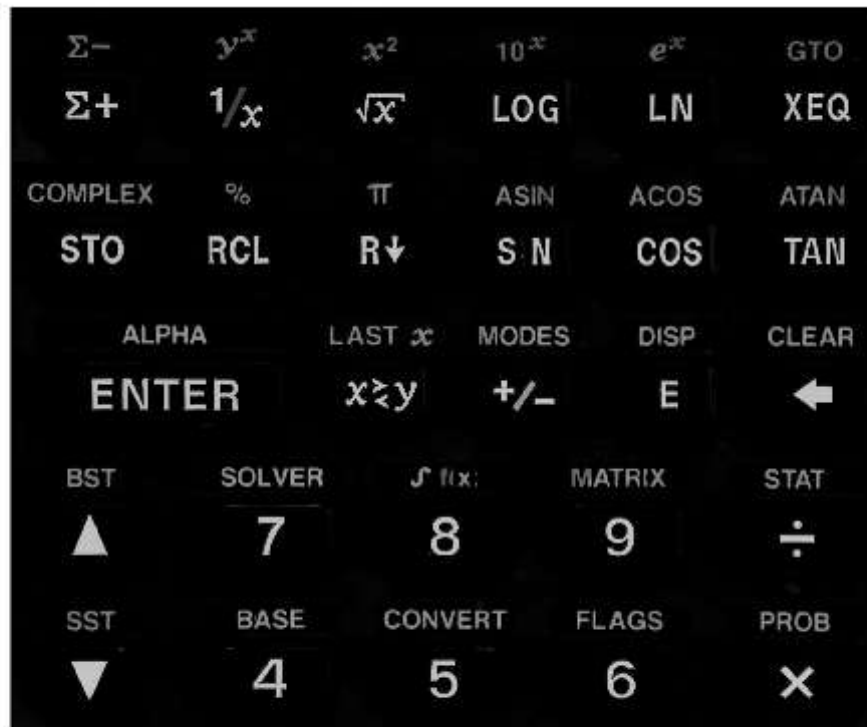 Σ− yˣ x² 10ˣ eˣ GTO
Σ+ 1/x √x LOG LN XEQ
COMPLEX % π ASIN ACOS ATAN
STO RCL R↓ S N COS TAN
ALPHA LAST x MODES DISP CLEAR
ENTER x≷y +/− E ←
BST SOLVER ∫f(x: MATRIX STAT
▲ 7 8 9 ÷
SST BASE CONVERT FLAGS PROB
▼ 4 5 6 ×